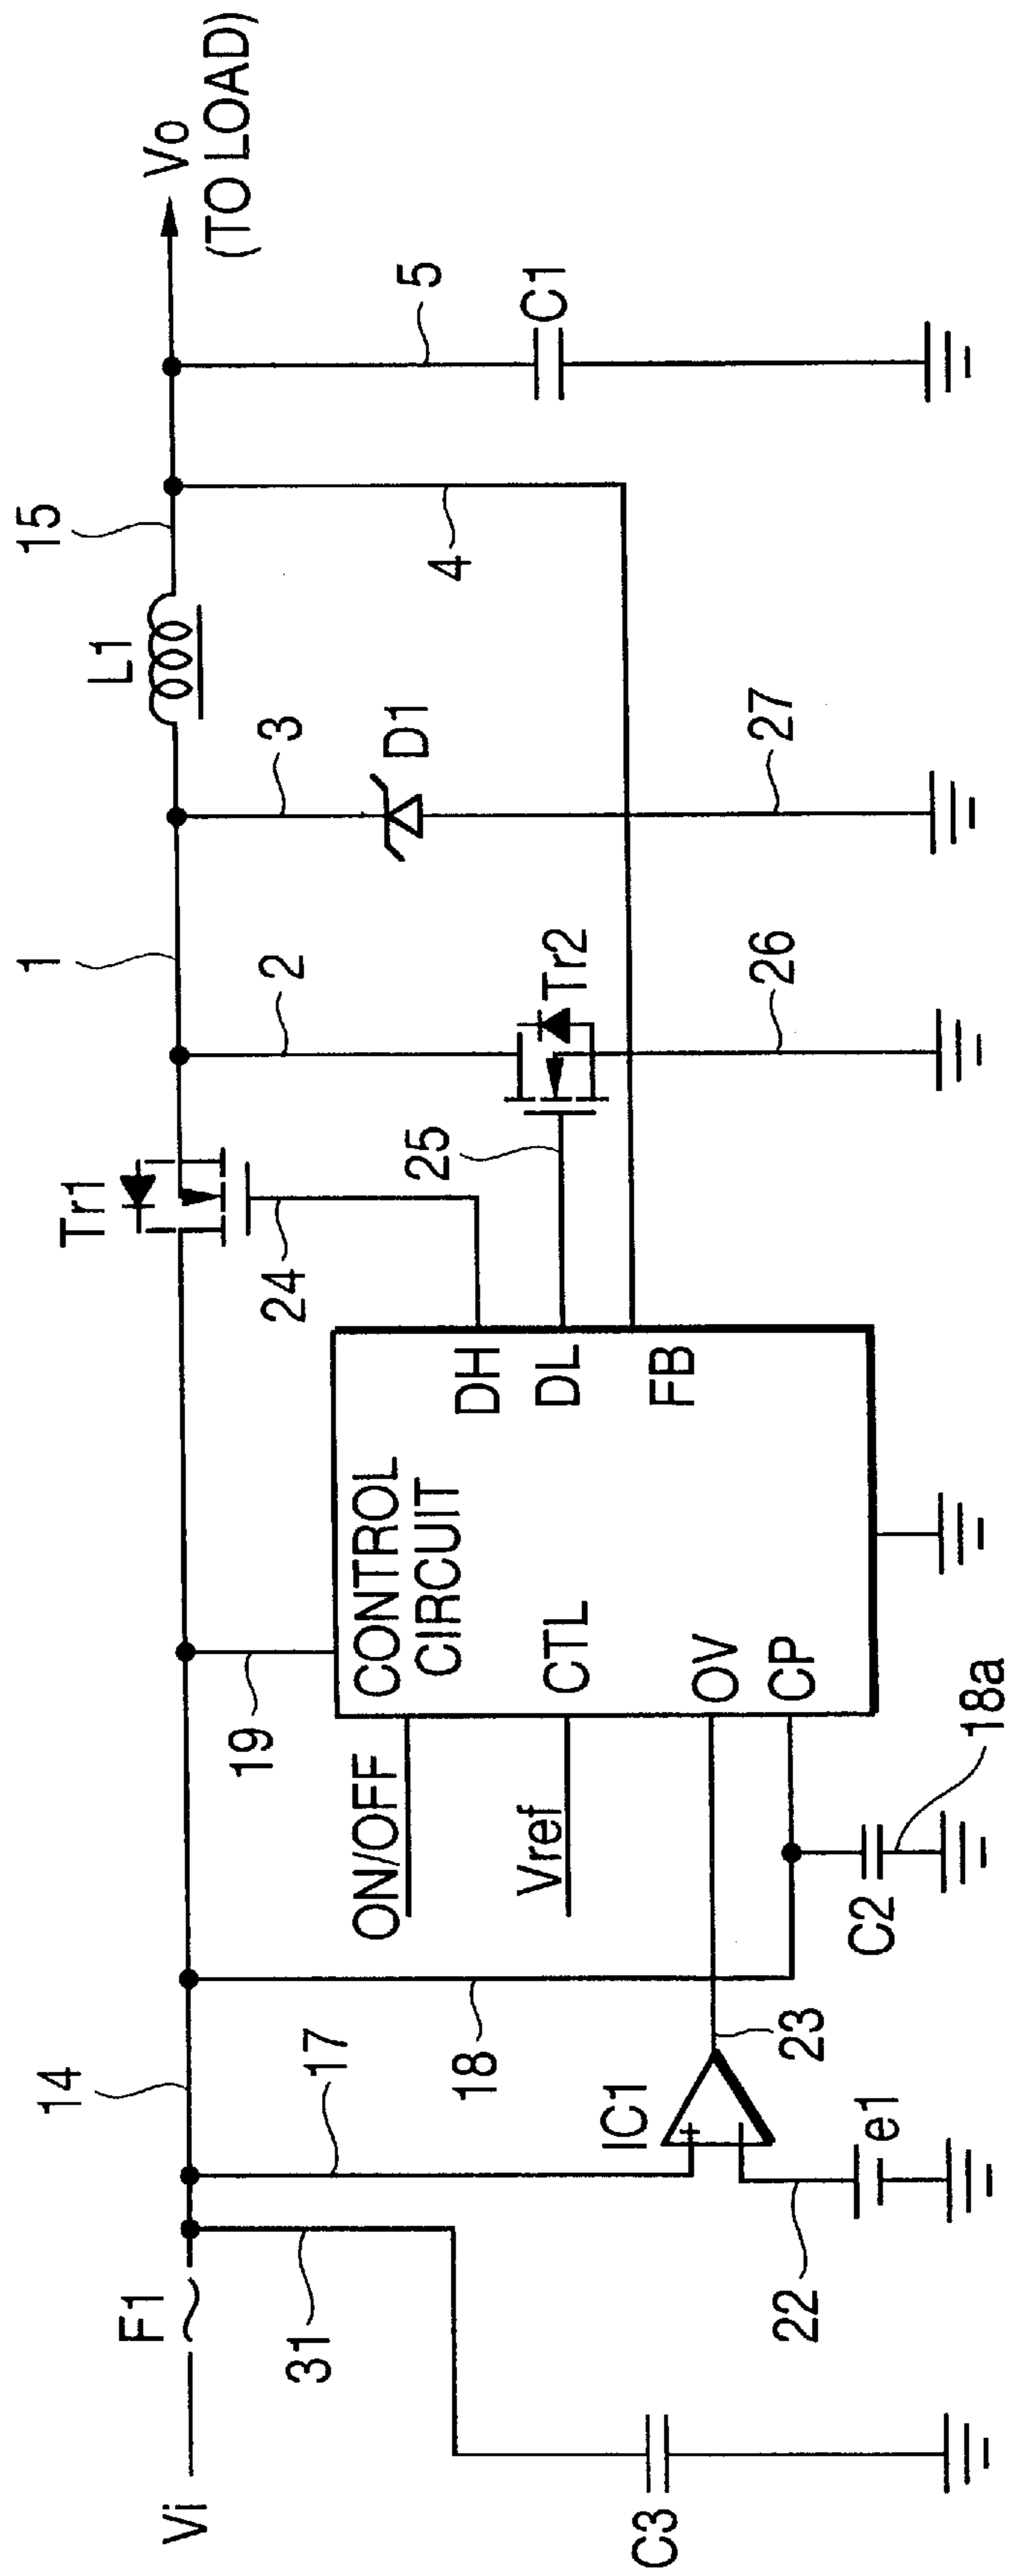 Vi
F1
14
Tr1
1
L1
15
Vo
(TO LOAD)
31
17
18
19
24
2
3
4
5
C3
IC1
+
−
22
e1
23
C2
18a
ON/OFF
Vref
CONTROL
CIRCUIT
CTL
OV
CP
DH
DL
FB
25
Tr2
26
D1
27
C1